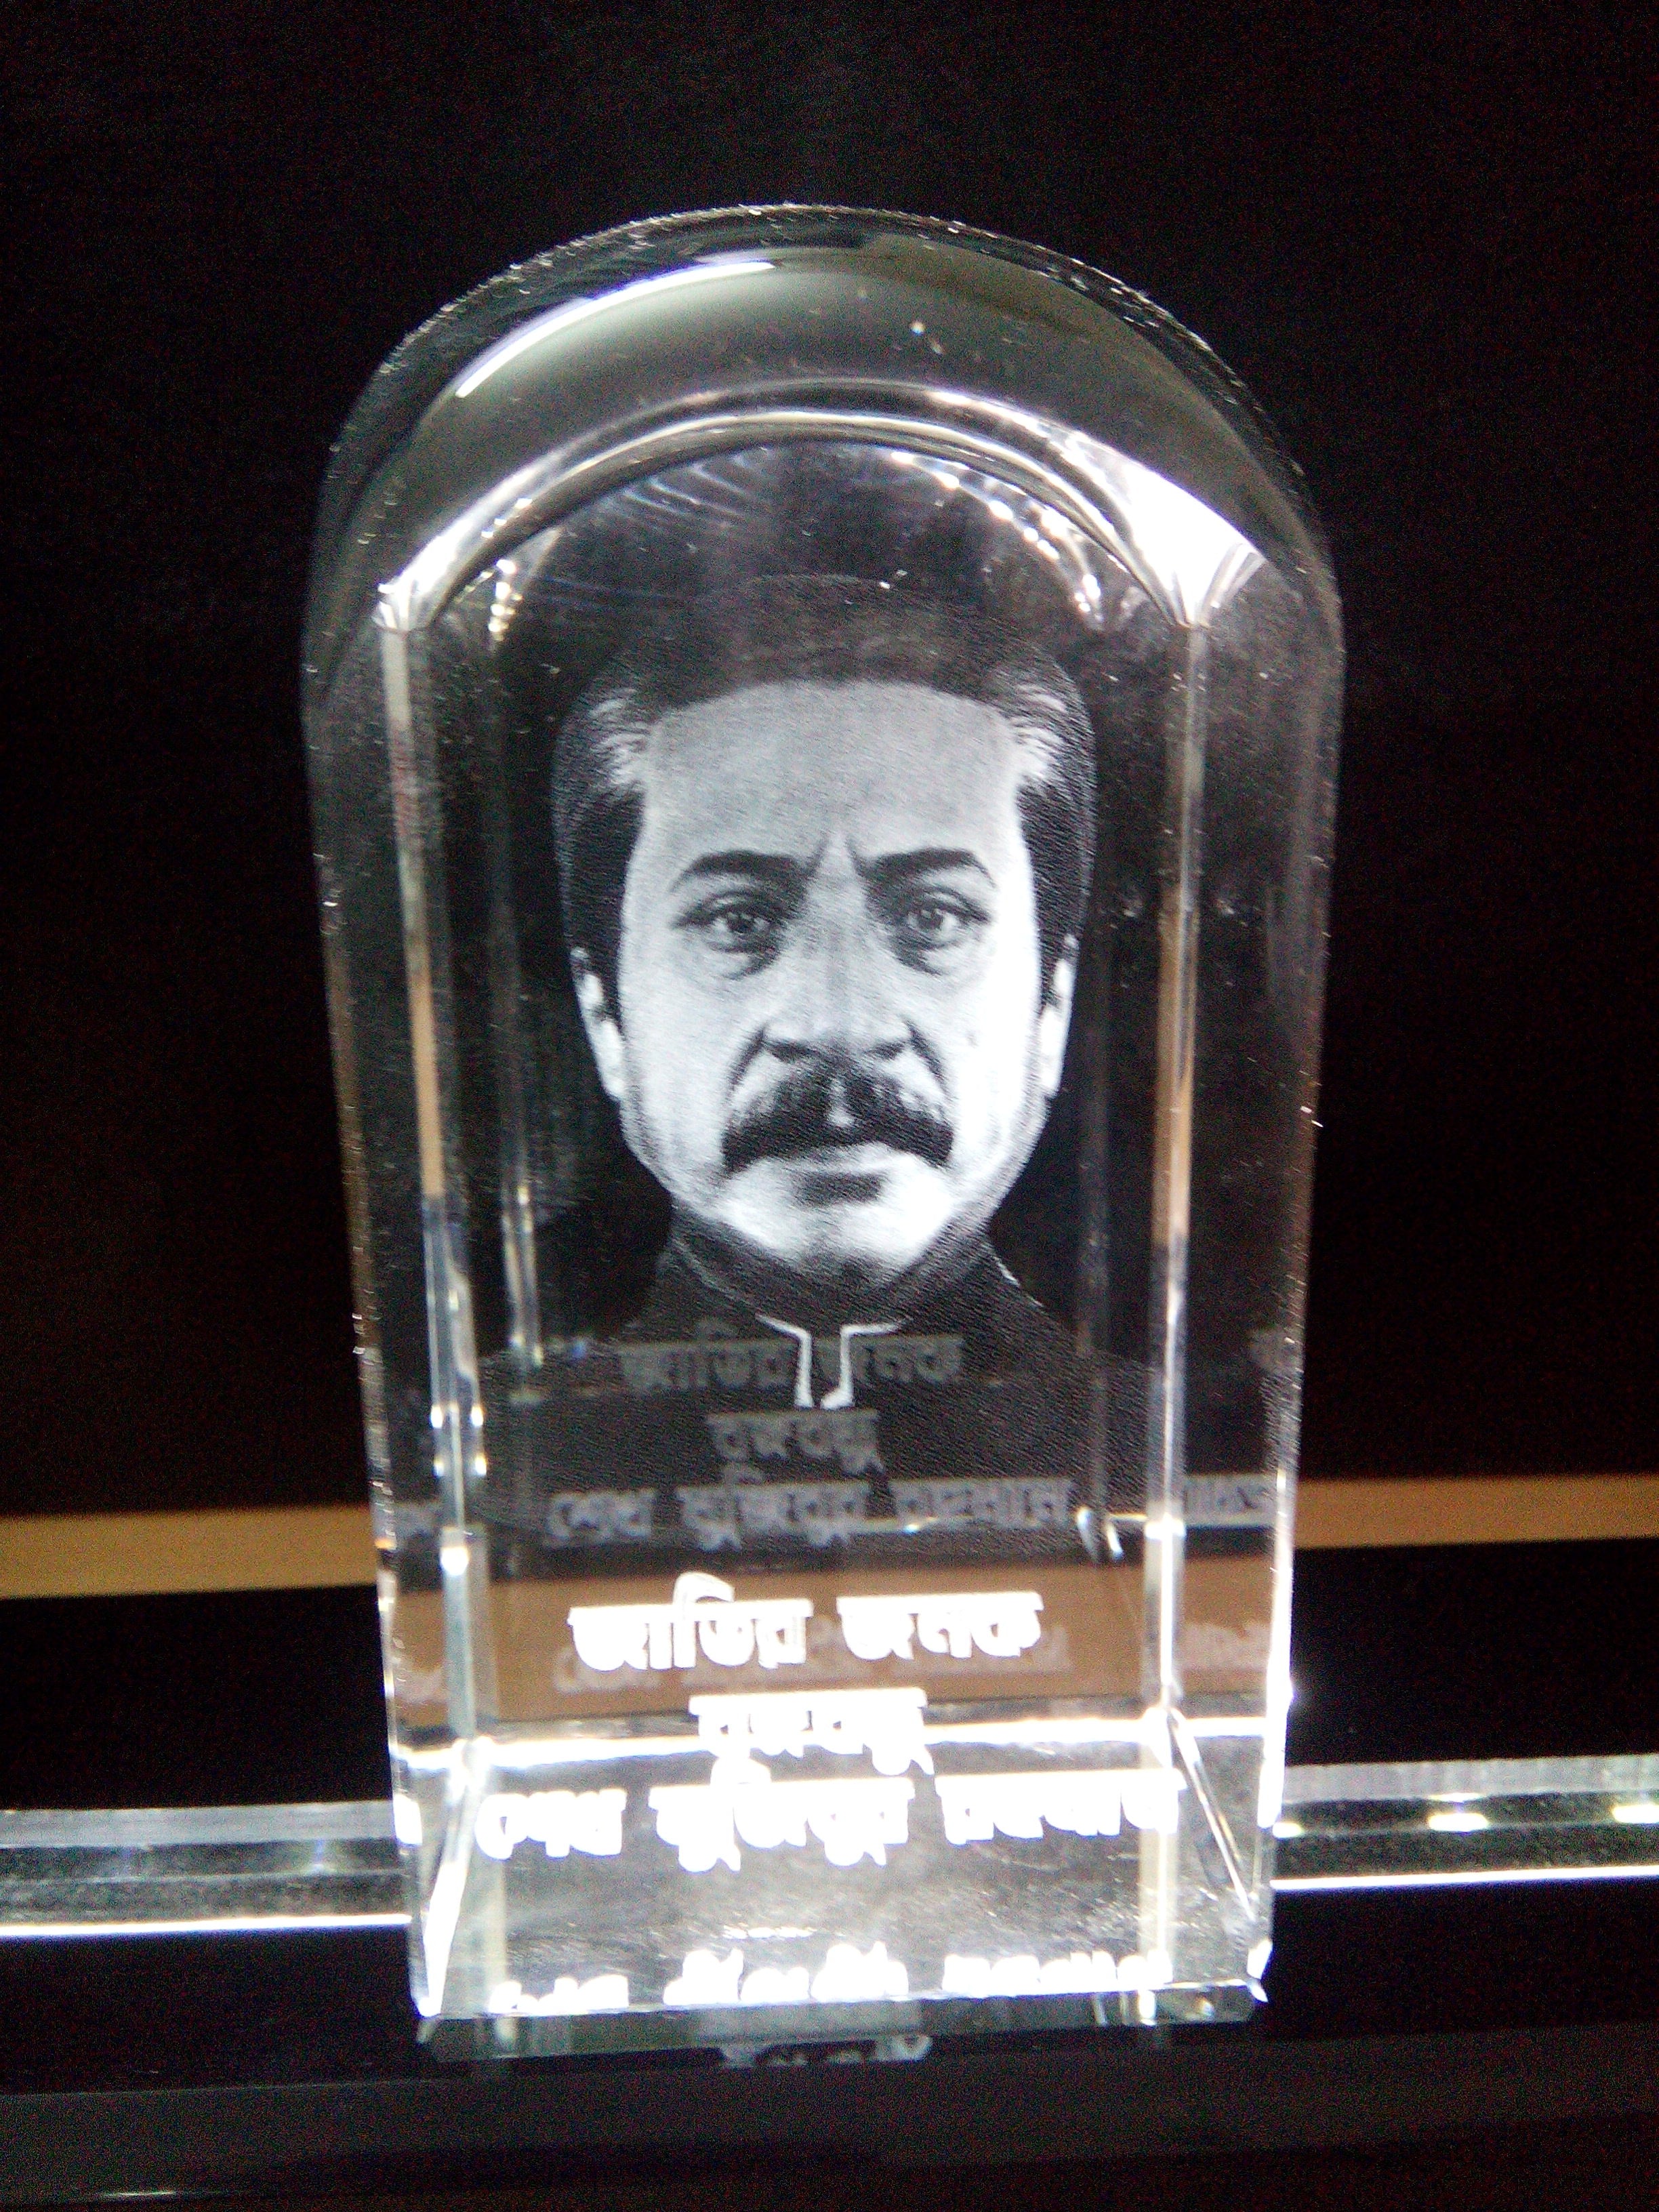 জাতির জনক
বঙ্গবন্ধু
শেখ মুজিবুর রহমান